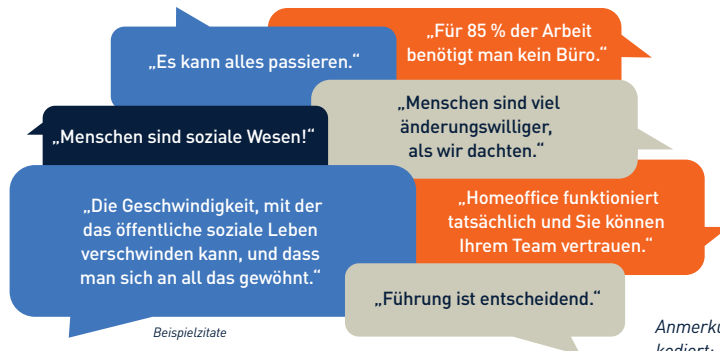 „Es kann alles passieren.“
„Für 85 % der Arbeit
benötigt man kein Büro.“
„Menschen sind soziale Wesen!“
„Menschen sind viel
änderungswilliger,
als wir dachten.“
„Die Geschwindigkeit, mit der
das öffentliche soziale Leben
verschwinden kann, und dass
man sich an all das gewöhnt.“
„Homeoffice funktioniert
tatsächlich und Sie können
Ihrem Team vertrauen.“
„Führung ist entscheidend.“
Beispielzitate